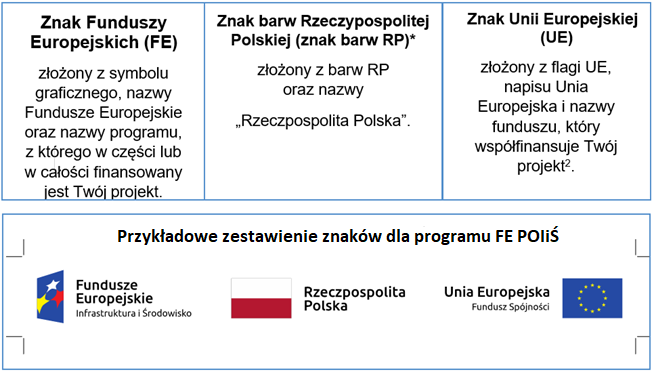 Znak Funduszy
Europejskich (FE)
złożony z symbolu
graficznego, nazwy
Fundusze Europejskie
oraz nazwy programu,
z którego w części lub
w całości finansowany
jest Twój projekt.
Znak barw Rzeczypospolitej
Polskiej (znak barw RP)*
złożony z barw RP
oraz nazwy
„Rzeczpospolita Polska”.
Znak Unii Europejskiej
(UE)
złożony z flagi UE,
napisu Unia
Europejska i nazwy
funduszu, który
współfinansuje Twój
projekt².
Przykładowe zestawienie znaków dla programu FE POIiŚ
Fundusze
Europejskie
Infrastruktura i Środowisko
Rzeczpospolita
Polska
Unia Europejska
Fundusz Spójności